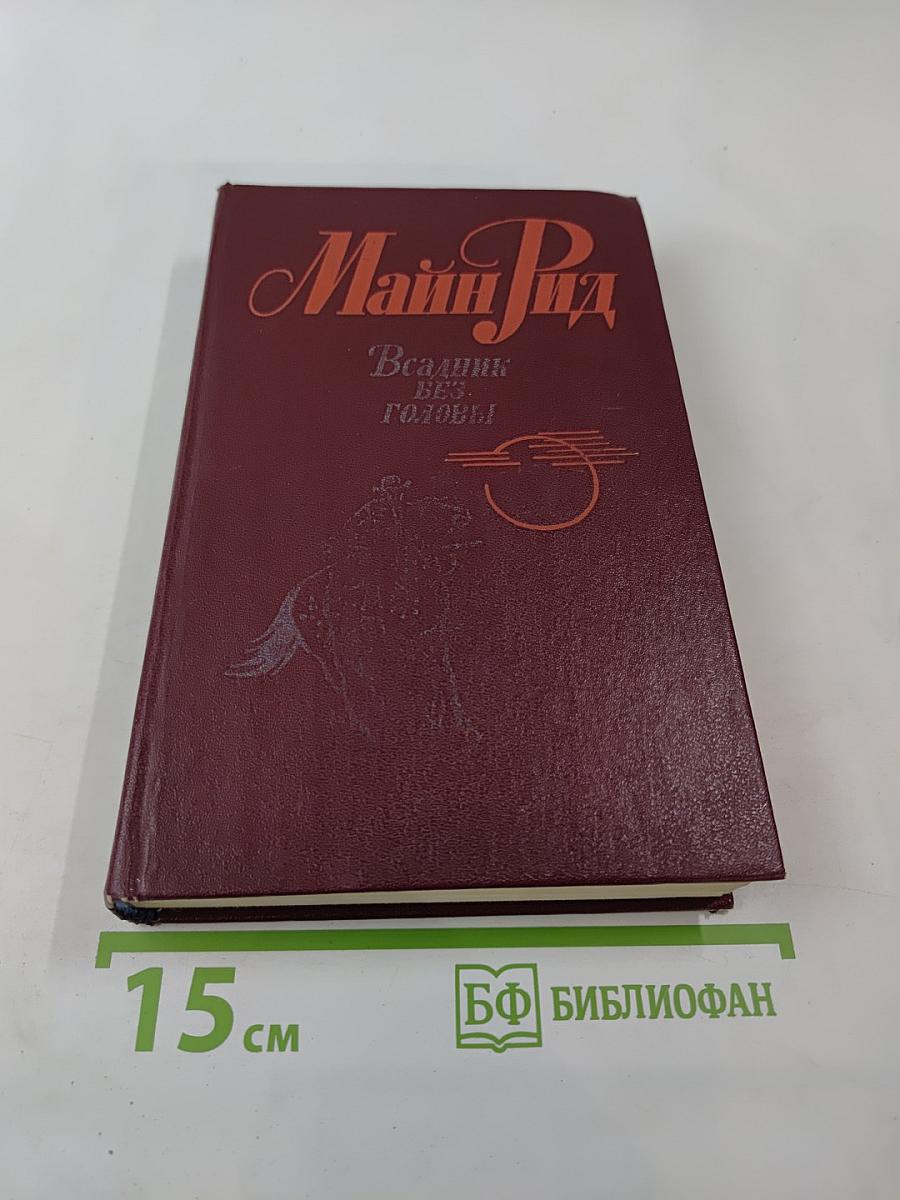 Майн Рид
Всадник
БЕЗ
ГОЛОВЫ
15 см
БФ БИБЛИОФАН